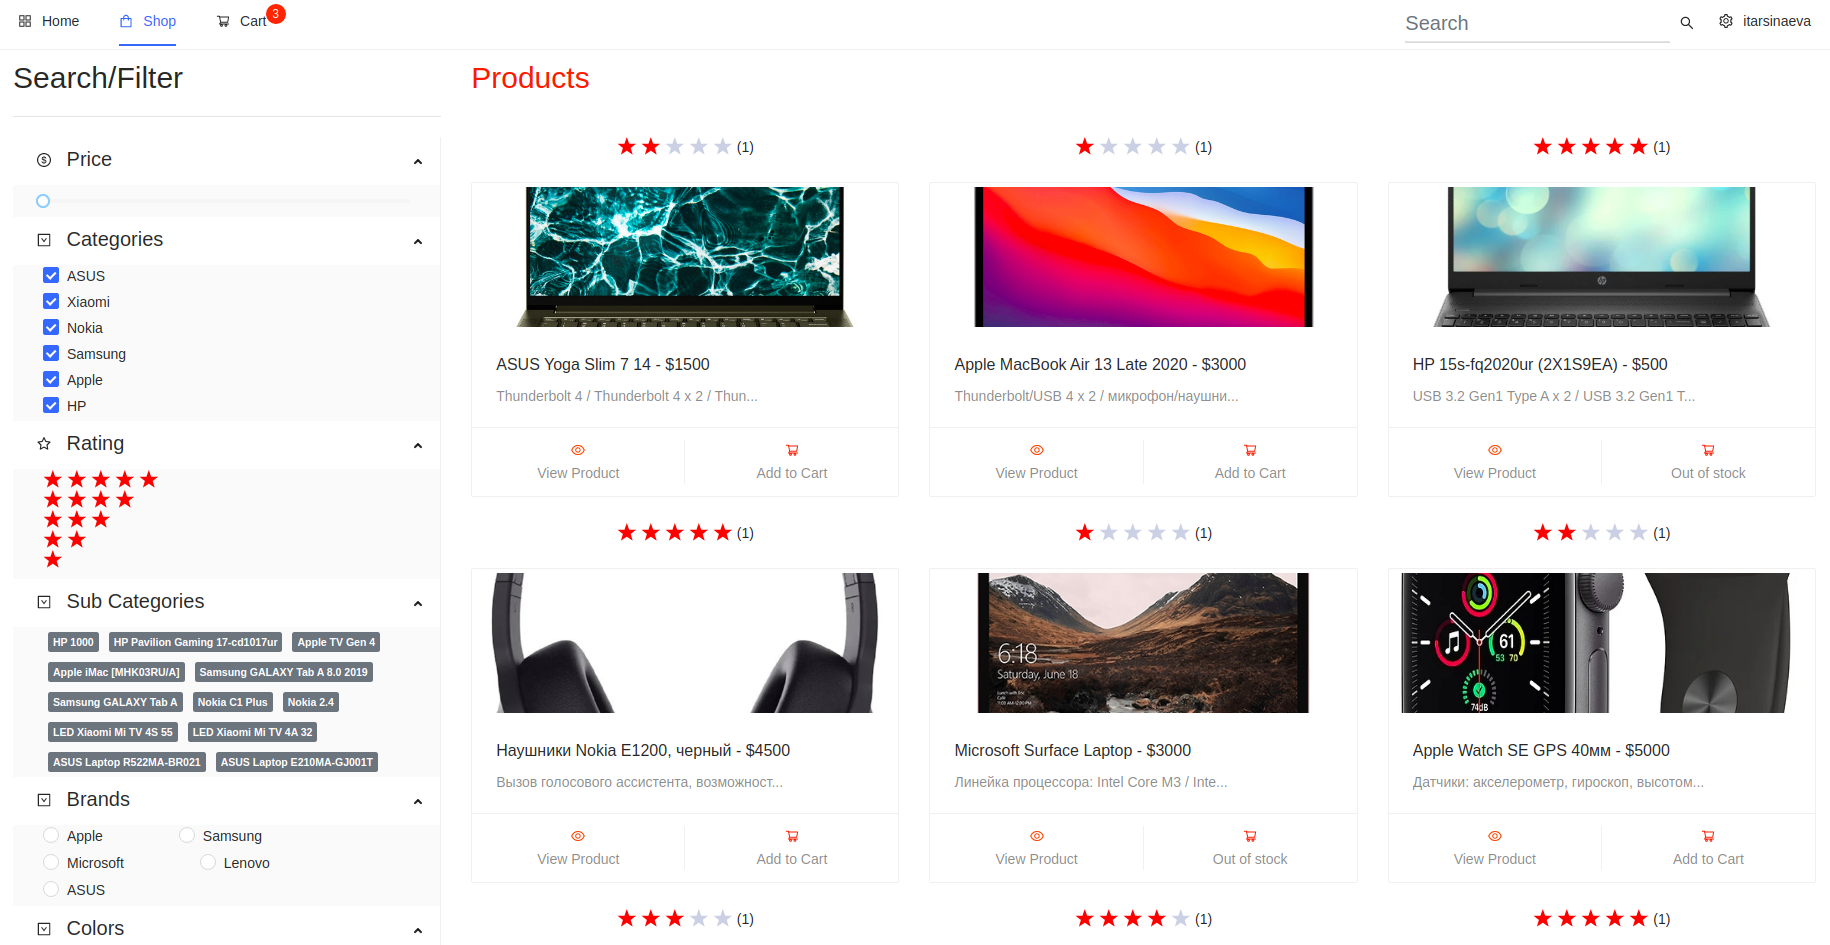 Home
Shop
Cart
3
Search
itarsinaeva
Search/Filter
Price
Categories
ASUS
Xiaomi
Nokia
Samsung
Apple
HP
Rating
Sub Categories
HP 1000 HP Pavilion Gaming 17-cd1017ur Apple TV Gen 4
Apple iMac [MHK03RU/A] Samsung GALAXY Tab A 8.0 2019
Samsung GALAXY Tab A Nokia C1 Plus Nokia 2.4
LED Xiaomi Mi TV 4S 55 LED Xiaomi Mi TV 4A 32
ASUS Laptop R522MA-BR021 ASUS Laptop E210MA-GJ001T
Brands
Apple Samsung
Microsoft Lenovo
ASUS
Colors
Products
(1)
ASUS Yoga Slim 7 14 - $1500
Thunderbolt 4 / Thunderbolt 4 x 2 / Thun...
View Product
Add to Cart
(1)
Apple MacBook Air 13 Late 2020 - $3000
Thunderbolt/USB 4 x 2 / микрофон/наушни...
View Product
Add to Cart
(1)
hp
HP 15s-fq2020ur (2X1S9EA) - $500
USB 3.2 Gen1 Type A x 2 / USB 3.2 Gen1 T...
View Product
Out of stock
(1)
Наушники Nokia E1200, черный - $4500
Вызов голосового ассистента, возможност...
View Product
Add to Cart
(1)
6:18
Saturday, June 18
Microsoft Surface Laptop - $3000
Линейка процессора: Intel Core M3 / Inte...
View Product
Out of stock
(1)
61
53 70
74dB
Apple Watch SE GPS 40мм - $5000
Датчики: акселерометр, гироскоп, высотом...
View Product
Add to Cart
(1)
(1)
(1)